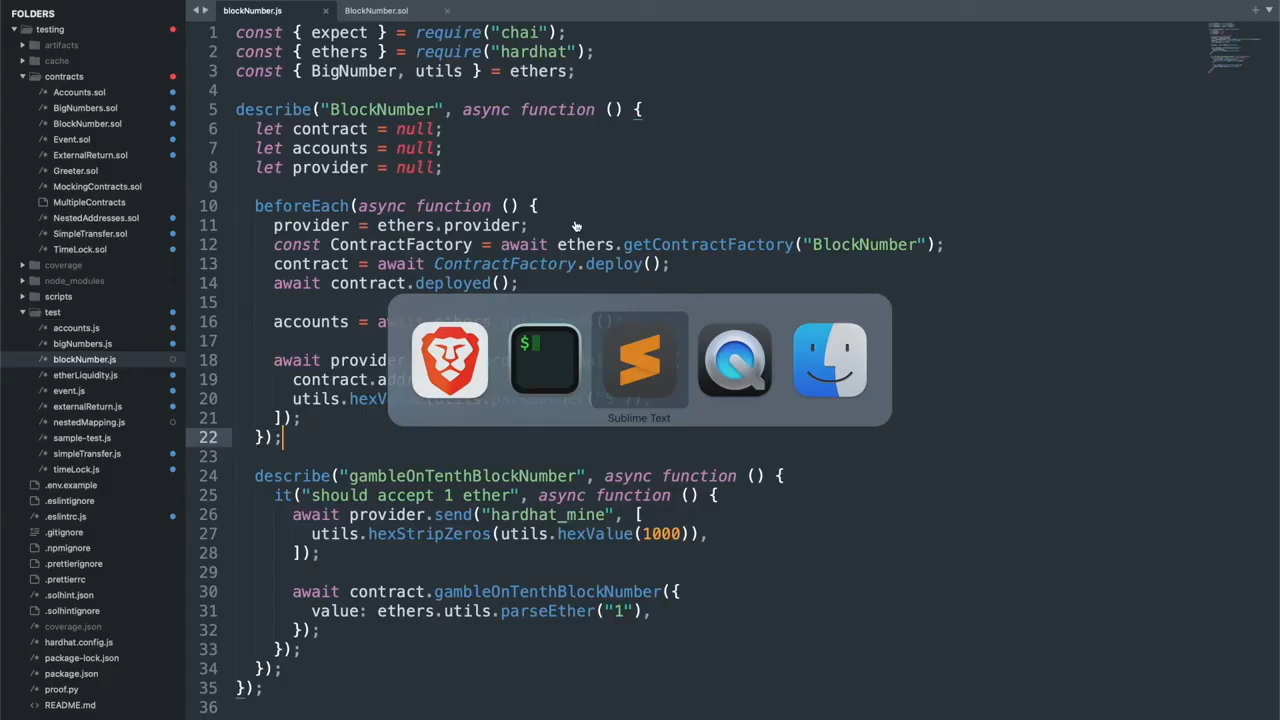 FOLDERS
testing
artifacts
cache
contracts
Accounts.sol
BigNumbers.sol
BlockNumber.sol
Event.sol
ExternalReturn.sol
Greeter.sol
MockingContracts.sol
MultipleContracts
NestedAddresses.sol
SimpleTransfer.sol
TimeLock.sol
coverage
node_modules
scripts
test
accounts.js
bigNumbers.js
blockNumber.js
etherLiquidity.js
event.js
externalReturn.js
nestedMapping.js
sample-test.js
simpleTransfer.js
timeLock.js
.env.example
.eslintignore
.eslintrc.js
.gitignore
.npmignore
.prettierignore
.prettierrc
.solhint.json
.solhintignore
coverage.json
hardhat.config.js
package-lock.json
package.json
proof.py
README.md
blockNumber.js
BlockNumber.sol
1 const { expect } = require("chai");
2 const { ethers } = require("hardhat");
3 const { BigNumber, utils } = ethers;
4
5 describe("BlockNumber", async function () {
6 let contract = null;
7 let accounts = null;
8 let provider = null;
9
10 beforeEach(async function () {
11 provider = ethers.provider;
12 const ContractFactory = await ethers.getContractFactory("BlockNumber");
13 contract = await ContractFactory.deploy();
14 await contract.deployed();
15
16 accounts =
17
18 await provider
19 contract.
20 utils.hexV
21 ]);
22 });
23
24 describe("gambleOnTenthBlockNumber", async function () {
25 it("should accept 1 ether", async function () {
26 await provider.send("hardhat_mine", [
27 utils.hexStripZeros(utils.hexValue(1000)),
28 ]);
29
30 await contract.gambleOnTenthBlockNumber({
31 value: ethers.utils.parseEther("1"),
32 });
33 });
34 });
35 });
36
$
Sublime Text